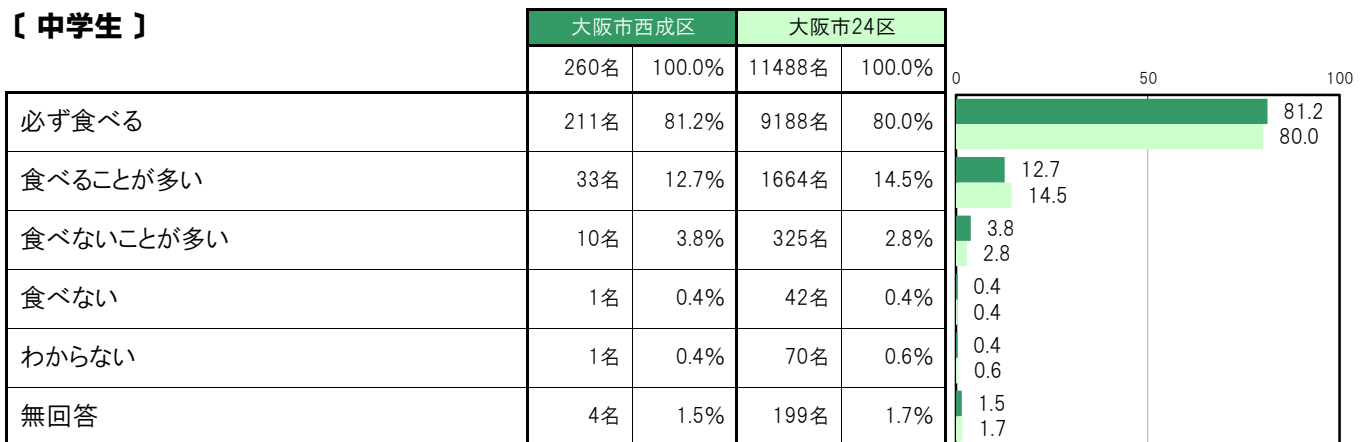 〔 中学生 〕
大阪市西成区 大阪市24区
260名 100.0% 11488名 100.0%
0 50 100
必ず食べる 211名 81.2% 9188名 80.0%
81.2
80.0
食べることが多い 33名 12.7% 1664名 14.5%
12.7
14.5
食べないことが多い 10名 3.8% 325名 2.8%
3.8
2.8
食べない 1名 0.4% 42名 0.4%
0.4
0.4
わからない 1名 0.4% 70名 0.6%
0.4
0.6
無回答 4名 1.5% 199名 1.7%
1.5
1.7